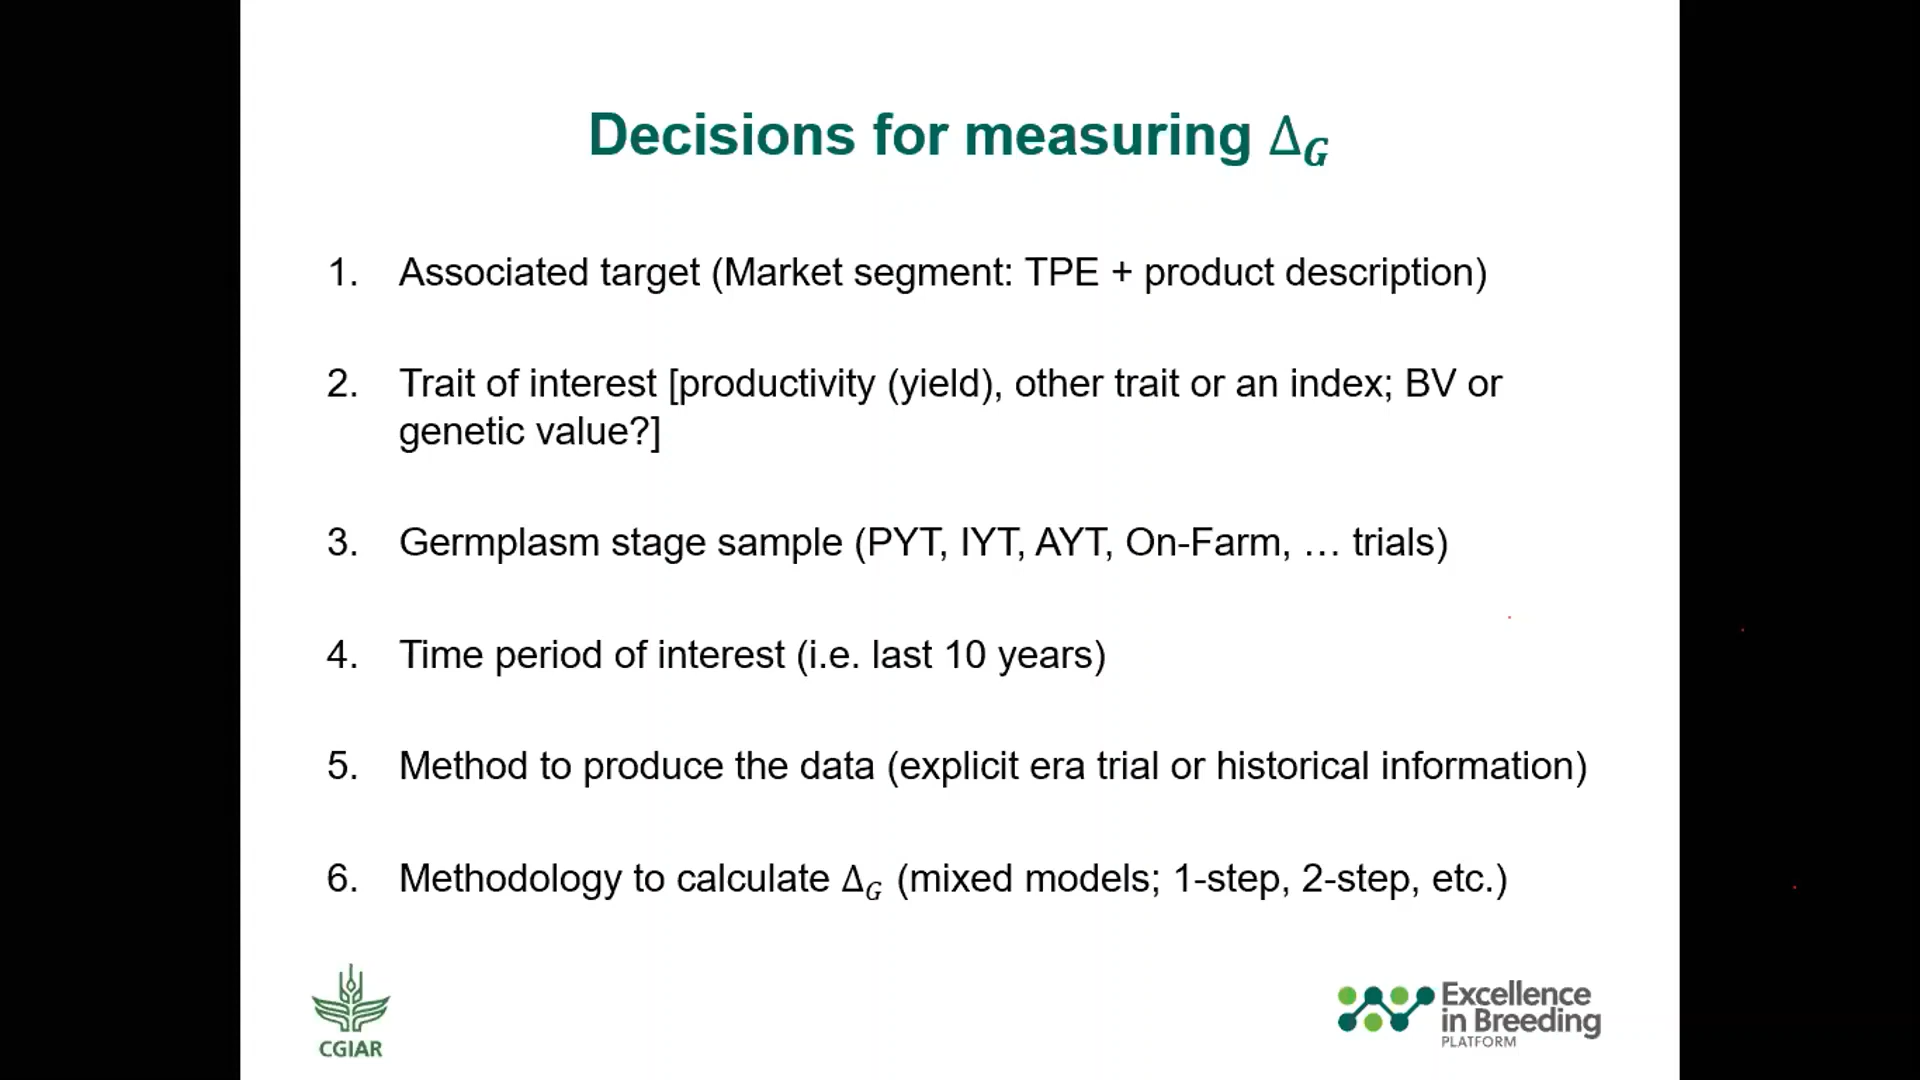 Decisions for measuring Δ_G
1. Associated target (Market segment: TPE + product description)
2. Trait of interest [productivity (yield), other trait or an index; BV or
genetic value?]
3. Germplasm stage sample (PYT, IYT, AYT, On-Farm, … trials)
4. Time period of interest (i.e. last 10 years)
5. Method to produce the data (explicit era trial or historical information)
6. Methodology to calculate Δ_G (mixed models; 1-step, 2-step, etc.)
CGIAR
Excellence
in Breeding
PLATFORM